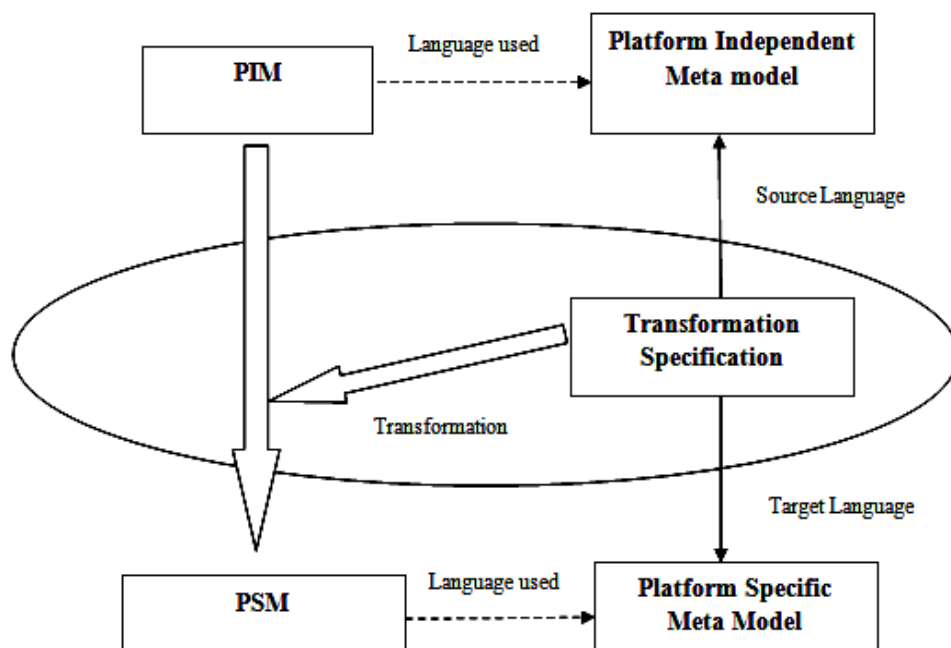 PIM
Language used
Platform Independent
Meta model
Source Language
Transformation
Specification
Transformation
Target Language
PSM
Language used
Platform Specific
Meta Model